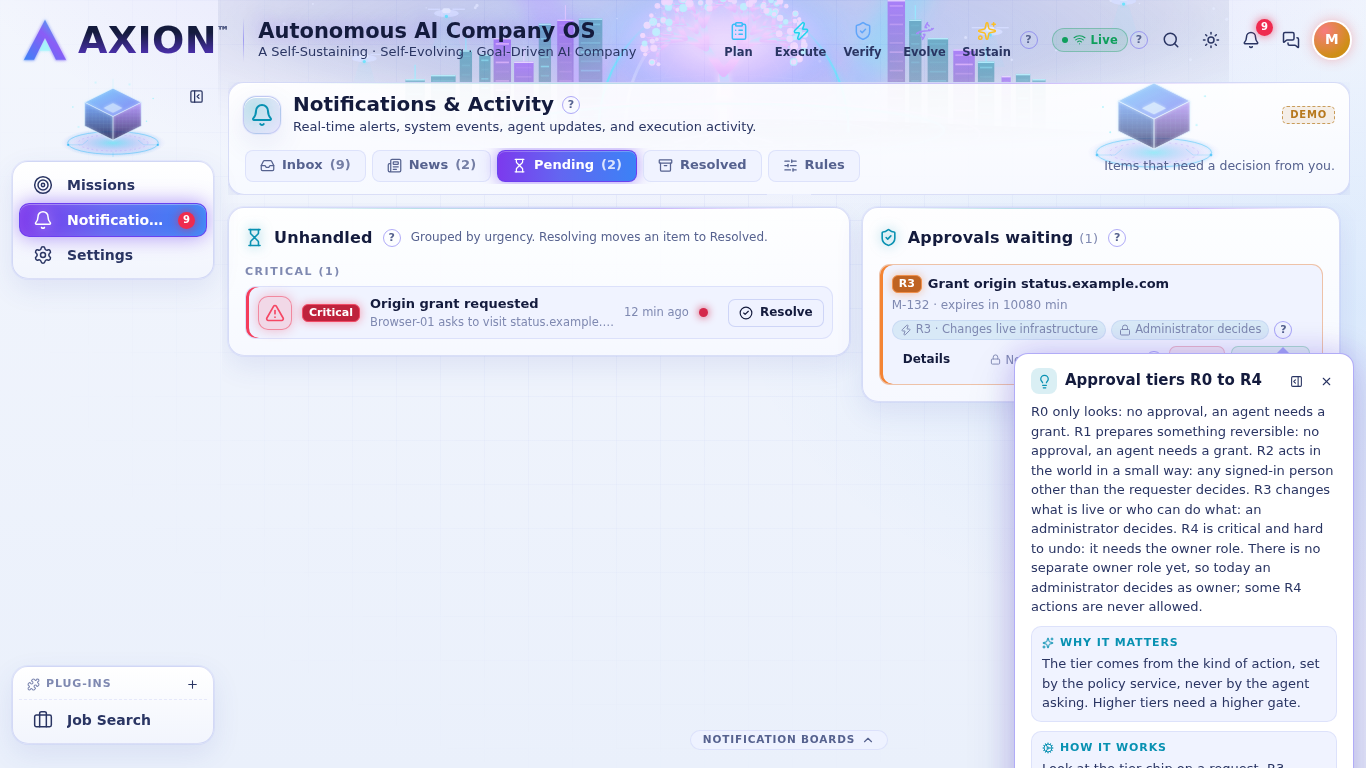 AXION™
Autonomous AI Company OS
A Self-Sustaining · Self-Evolving · Goal-Driven AI Company
Plan
Execute
Verify
Evolve
Sustain
?
Live
?
9
M
Missions
Notificatio...
9
Settings
PLUG-INS
+
Job Search
Notifications & Activity
?
Real-time alerts, system events, agent updates, and execution activity.
DEMO
Inbox (9)
News (2)
Pending (2)
Resolved
Rules
Items that need a decision from you.
Unhandled
?
Grouped by urgency. Resolving moves an item to Resolved.
CRITICAL (1)
Critical
Origin grant requested
Browser-01 asks to visit status.example....
12 min ago
Resolve
Approvals waiting (1)
?
R3
Grant origin status.example.com
M-132 · expires in 10080 min
R3 · Changes live infrastructure
Administrator decides
?
Details
Approval tiers R0 to R4
R0 only looks: no approval, an agent needs a
grant. R1 prepares something reversible: no
approval, an agent needs a grant. R2 acts in
the world in a small way: any signed-in person
other than the requester decides. R3 changes
what is live or who can do what: an
administrator decides. R4 is critical and hard
to undo: it needs the owner role. There is no
separate owner role yet, so today an
administrator decides as owner; some R4
actions are never allowed.
WHY IT MATTERS
The tier comes from the kind of action, set
by the policy service, never by the agent
asking. Higher tiers need a higher gate.
HOW IT WORKS
Look at the tier chip on a request. R3
NOTIFICATION BOARDS